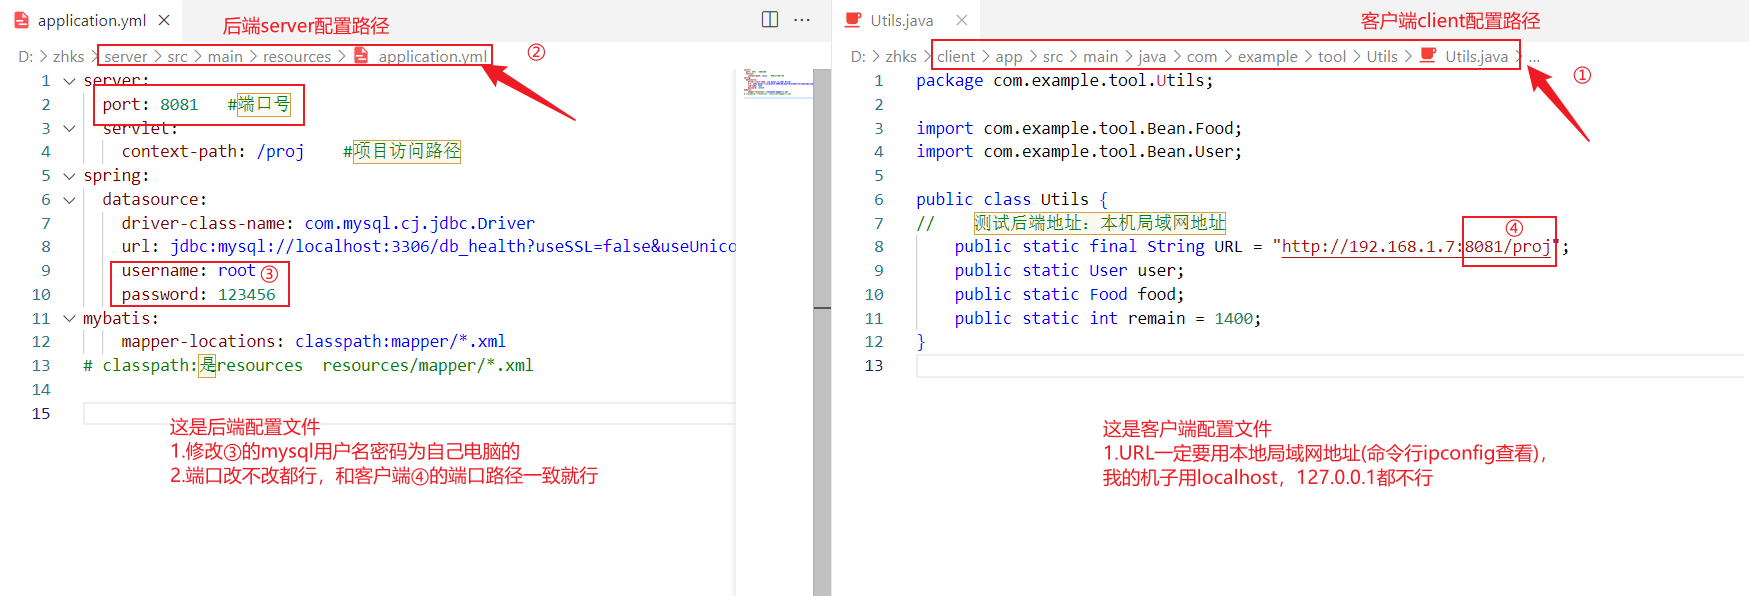 application.yml
后端server配置路径
D: > zhks > server > src > main > resources > application.yml
②
1 server:
2 port: 8081 #端口号
3 servlet:
4 context-path: /proj #项目访问路径
5 spring:
6 datasource:
7 driver-class-name: com.mysql.cj.jdbc.Driver
8 url: jdbc:mysql://localhost:3306/db_health?useSSL=false&useUnico
9 username: root ③
10 password: 123456
11 mybatis:
12 mapper-locations: classpath:mapper/*.xml
13 # classpath:是resources resources/mapper/*.xml
14
15
这是后端配置文件
1.修改③的mysql用户名密码为自己电脑的
2.端口改不改都行，和客户端④的端口路径一致就行
Utils.java
客户端client配置路径
D: > zhks > client > app > src > main > java > com > example > tool > Utils > Utils.java > ...
①
1 package com.example.tool.Utils;
2
3 import com.example.tool.Bean.Food;
4 import com.example.tool.Bean.User;
5
6 public class Utils {
7 // 测试后端地址：本机局域网地址
④
8 public static final String URL = "http://192.168.1.7:8081/proj";
9 public static User user;
10 public static Food food;
11 public static int remain = 1400;
12 }
13
这是客户端配置文件
1.URL一定要用本地局域网地址(命令行ipconfig查看)，
我的机子用localhost，127.0.0.1都不行